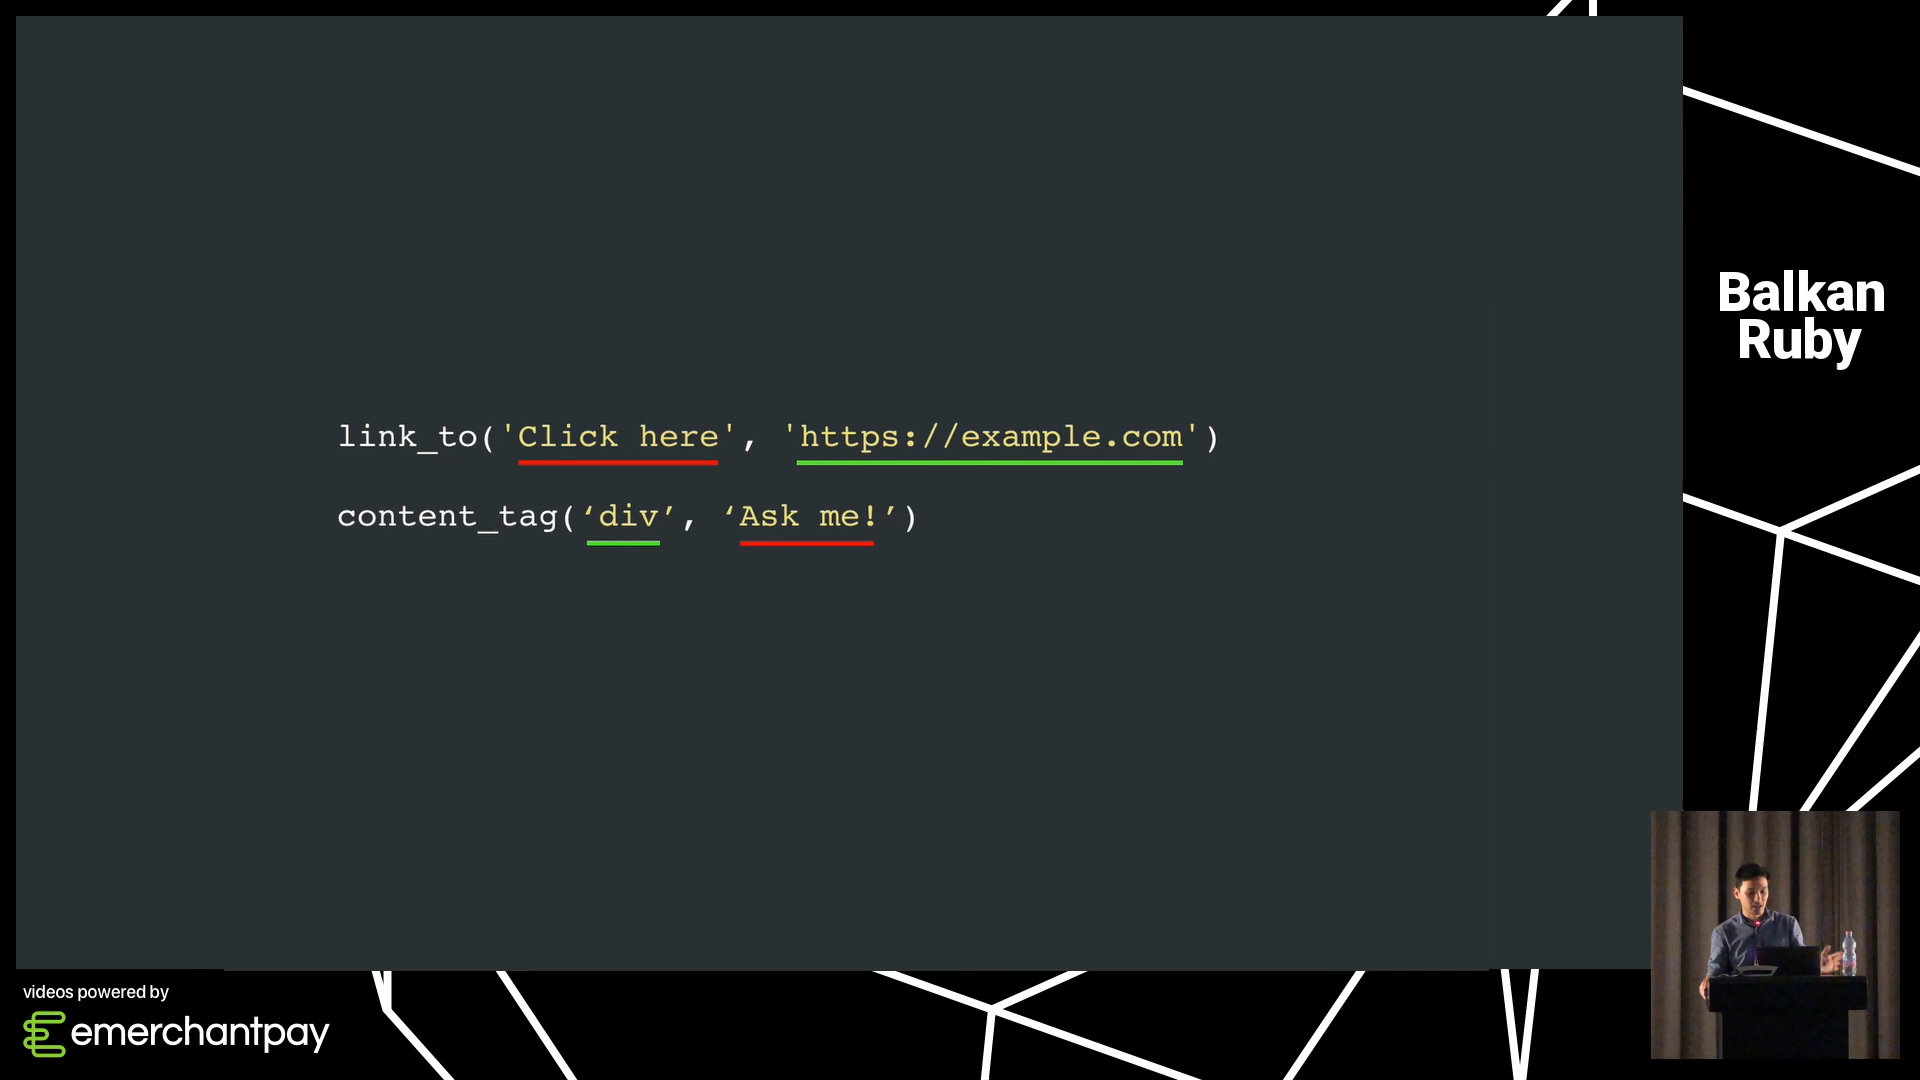 link_to('Click here', 'https://example.com')
content_tag(‘div’, ‘Ask me!’)
Balkan
Ruby
videos powered by
emerchantpay